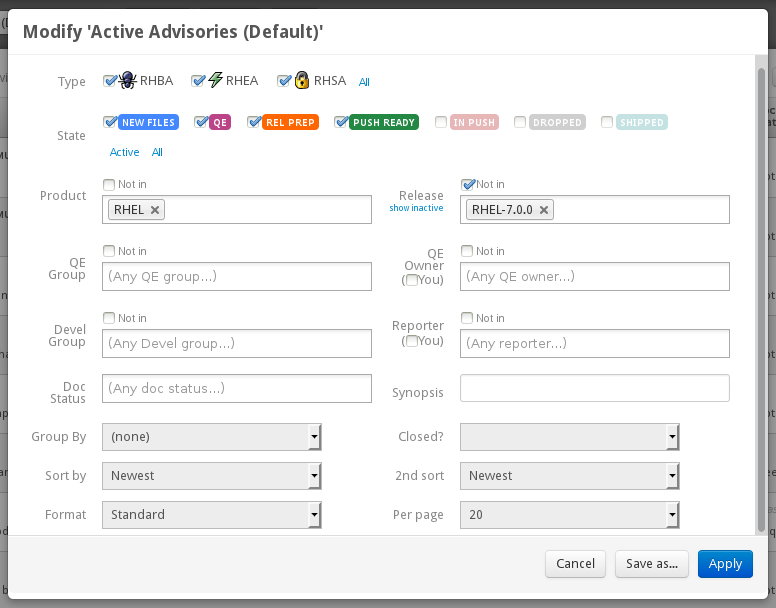 Modify 'Active Advisories (Default)'
Type RHBA RHEA RHSA All
State NEW FILES QE REL PREP PUSH READY IN PUSH DROPPED SHIPPED
Active All
Not in Not in
Product RHEL Release RHEL-7.0.0
show inactive
Not in Not in
QE Group (Any QE group...) QE Owner (You) (Any QE owner...)
Not in Not in
Devel Group (Any Devel group...) Reporter (You) (Any reporter...)
Doc Status (Any doc status...) Synopsis
Group By (none) Closed?
Sort by Newest 2nd sort Newest
Format Standard Per page 20
Cancel Save as... Apply